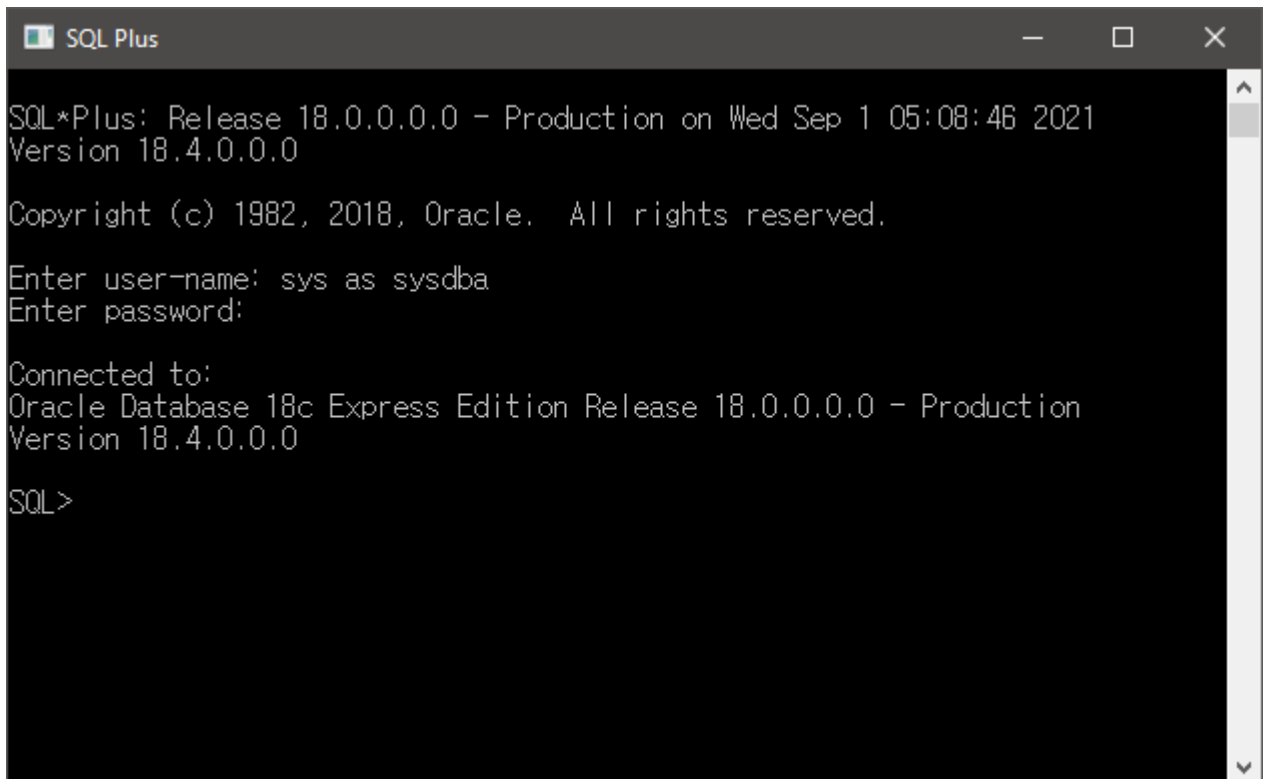 SQL Plus
SQL*Plus: Release 18.0.0.0.0 - Production on Wed Sep 1 05:08:46 2021
Version 18.4.0.0.0
Copyright (c) 1982, 2018, Oracle.  All rights reserved.
Enter user-name: sys as sysdba
Enter password:
Connected to:
Oracle Database 18c Express Edition Release 18.0.0.0.0 - Production
Version 18.4.0.0.0
SQL>